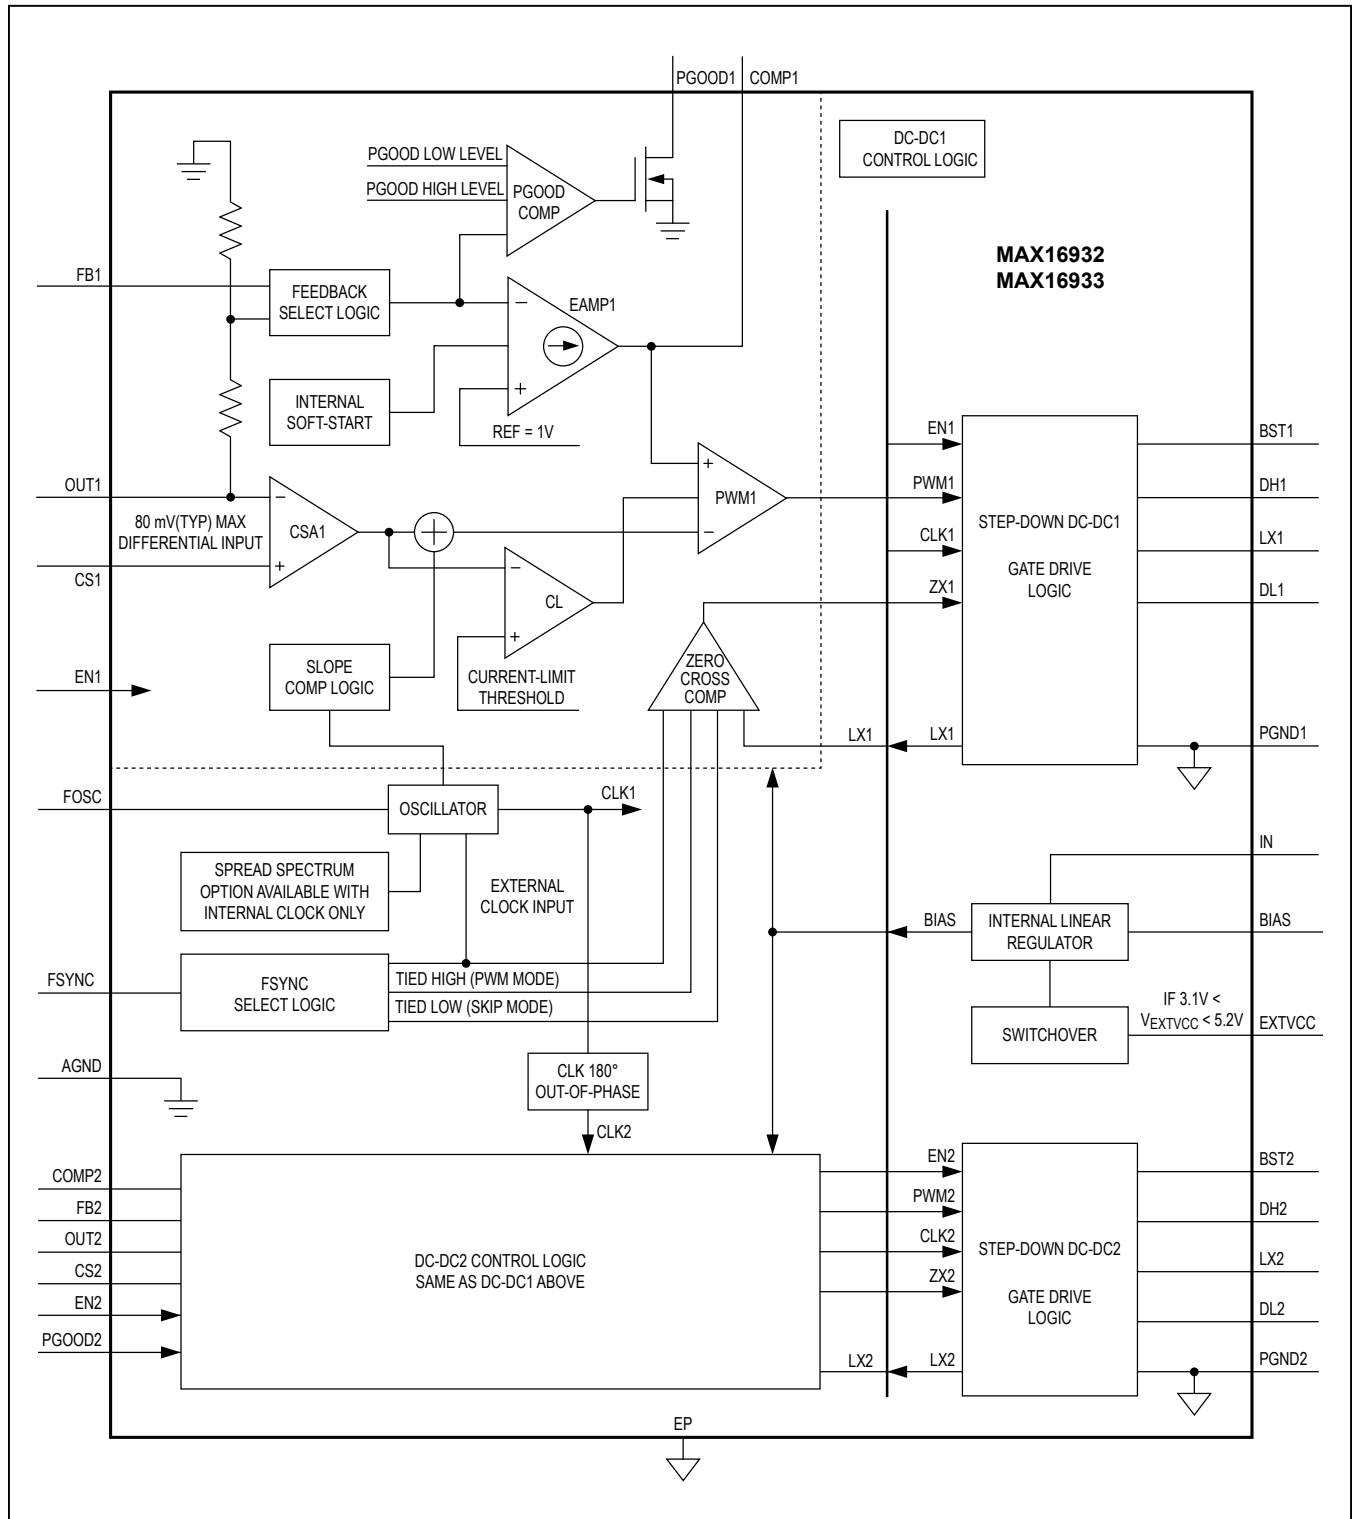 PGOOD1 COMP1
DC-DC1
CONTROL LOGIC
PGOOD LOW LEVEL
PGOOD HIGH LEVEL
PGOOD
COMP
MAX16932
MAX16933
FB1
FEEDBACK
SELECT LOGIC
EAMP1
−
+
INTERNAL
SOFT-START
REF = 1V
EN1
BST1
OUT1
80 mV(TYP) MAX
DIFFERENTIAL INPUT
CS1
−
CSA1
+
+
PWM1
−
PWM1
DH1
STEP-DOWN DC-DC1
GATE DRIVE
LOGIC
CLK1
LX1
ZX1
DL1
−
CL
+
CURRENT-LIMIT
THRESHOLD
SLOPE
COMP LOGIC
EN1
ZERO
CROSS
COMP
LX1
LX1
PGND1
FOSC
OSCILLATOR
CLK1
IN
SPREAD SPECTRUM
OPTION AVAILABLE WITH
INTERNAL CLOCK ONLY
EXTERNAL
CLOCK INPUT
BIAS
INTERNAL LINEAR
REGULATOR
BIAS
FSYNC
FSYNC
SELECT LOGIC
TIED HIGH (PWM MODE)
TIED LOW (SKIP MODE)
SWITCHOVER
IF 3.1V <
VEXTVCC < 5.2V
EXTVCC
AGND
CLK 180°
OUT-OF-PHASE
CLK2
COMP2
FB2
OUT2
CS2
EN2
PGOOD2
DC-DC2 CONTROL LOGIC
SAME AS DC-DC1 ABOVE
EN2
PWM2
CLK2
ZX2
LX2
LX2
STEP-DOWN DC-DC2
GATE DRIVE
LOGIC
BST2
DH2
LX2
DL2
PGND2
EP